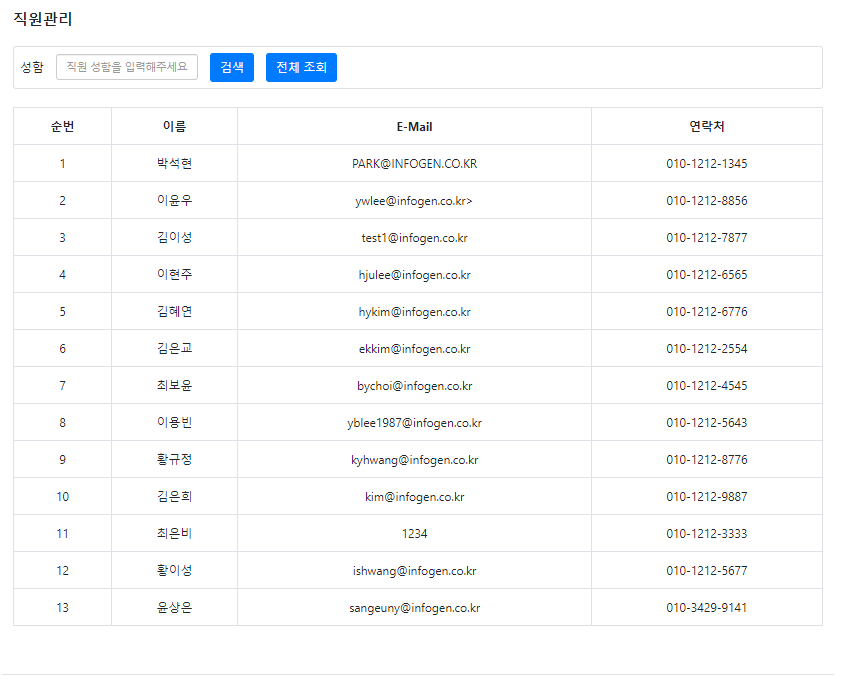 직원관리
성함 직원 성함을 입력해주세요 검색 전체 조회
순번 이름 E-Mail 연락처
1 박석현 PARK@INFOGEN.CO.KR 010-1212-1345
2 이윤우 ywlee@infogen.co.kr> 010-1212-8856
3 김이성 test1@infogen.co.kr 010-1212-7877
4 이현주 hjulee@infogen.co.kr 010-1212-6565
5 김혜연 hykim@infogen.co.kr 010-1212-6776
6 김은교 ekkim@infogen.co.kr 010-1212-2554
7 최보윤 bychoi@infogen.co.kr 010-1212-4545
8 이용빈 yblee1987@infogen.co.kr 010-1212-5643
9 황규정 kyhwang@infogen.co.kr 010-1212-8776
10 김은희 kim@infogen.co.kr 010-1212-9887
11 최은비 1234 010-1212-3333
12 황이성 ishwang@infogen.co.kr 010-1212-5677
13 윤상은 sangeuny@infogen.co.kr 010-3429-9141